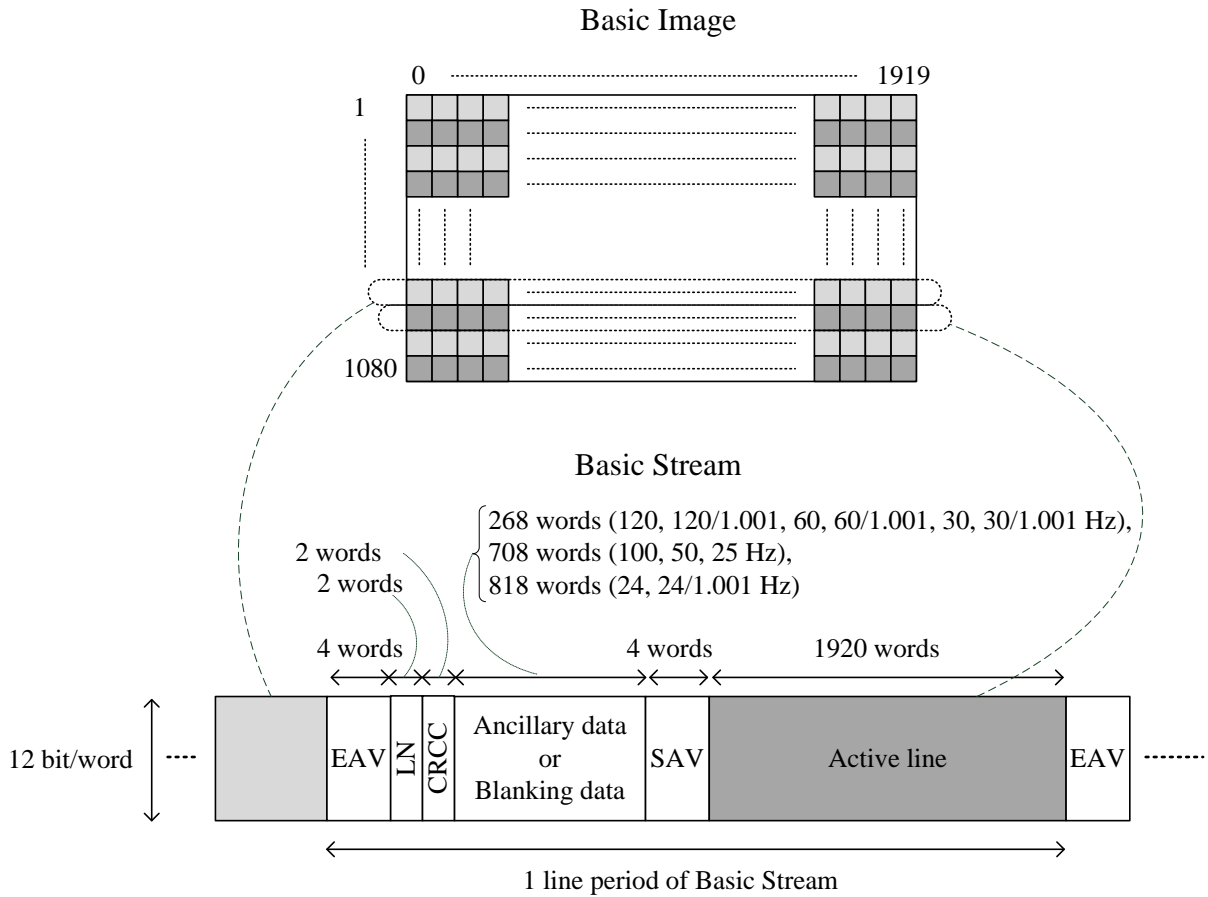 Basic Image
0 1919
1
1080
Basic Stream
268 words (120, 120/1.001, 60, 60/1.001, 30, 30/1.001 Hz),
708 words (100, 50, 25 Hz),
818 words (24, 24/1.001 Hz)
2 words
2 words
4 words
4 words
1920 words
12 bit/word
EAV
LN
CRCC
Ancillary data
or
Blanking data
SAV
Active line
EAV
1 line period of Basic Stream